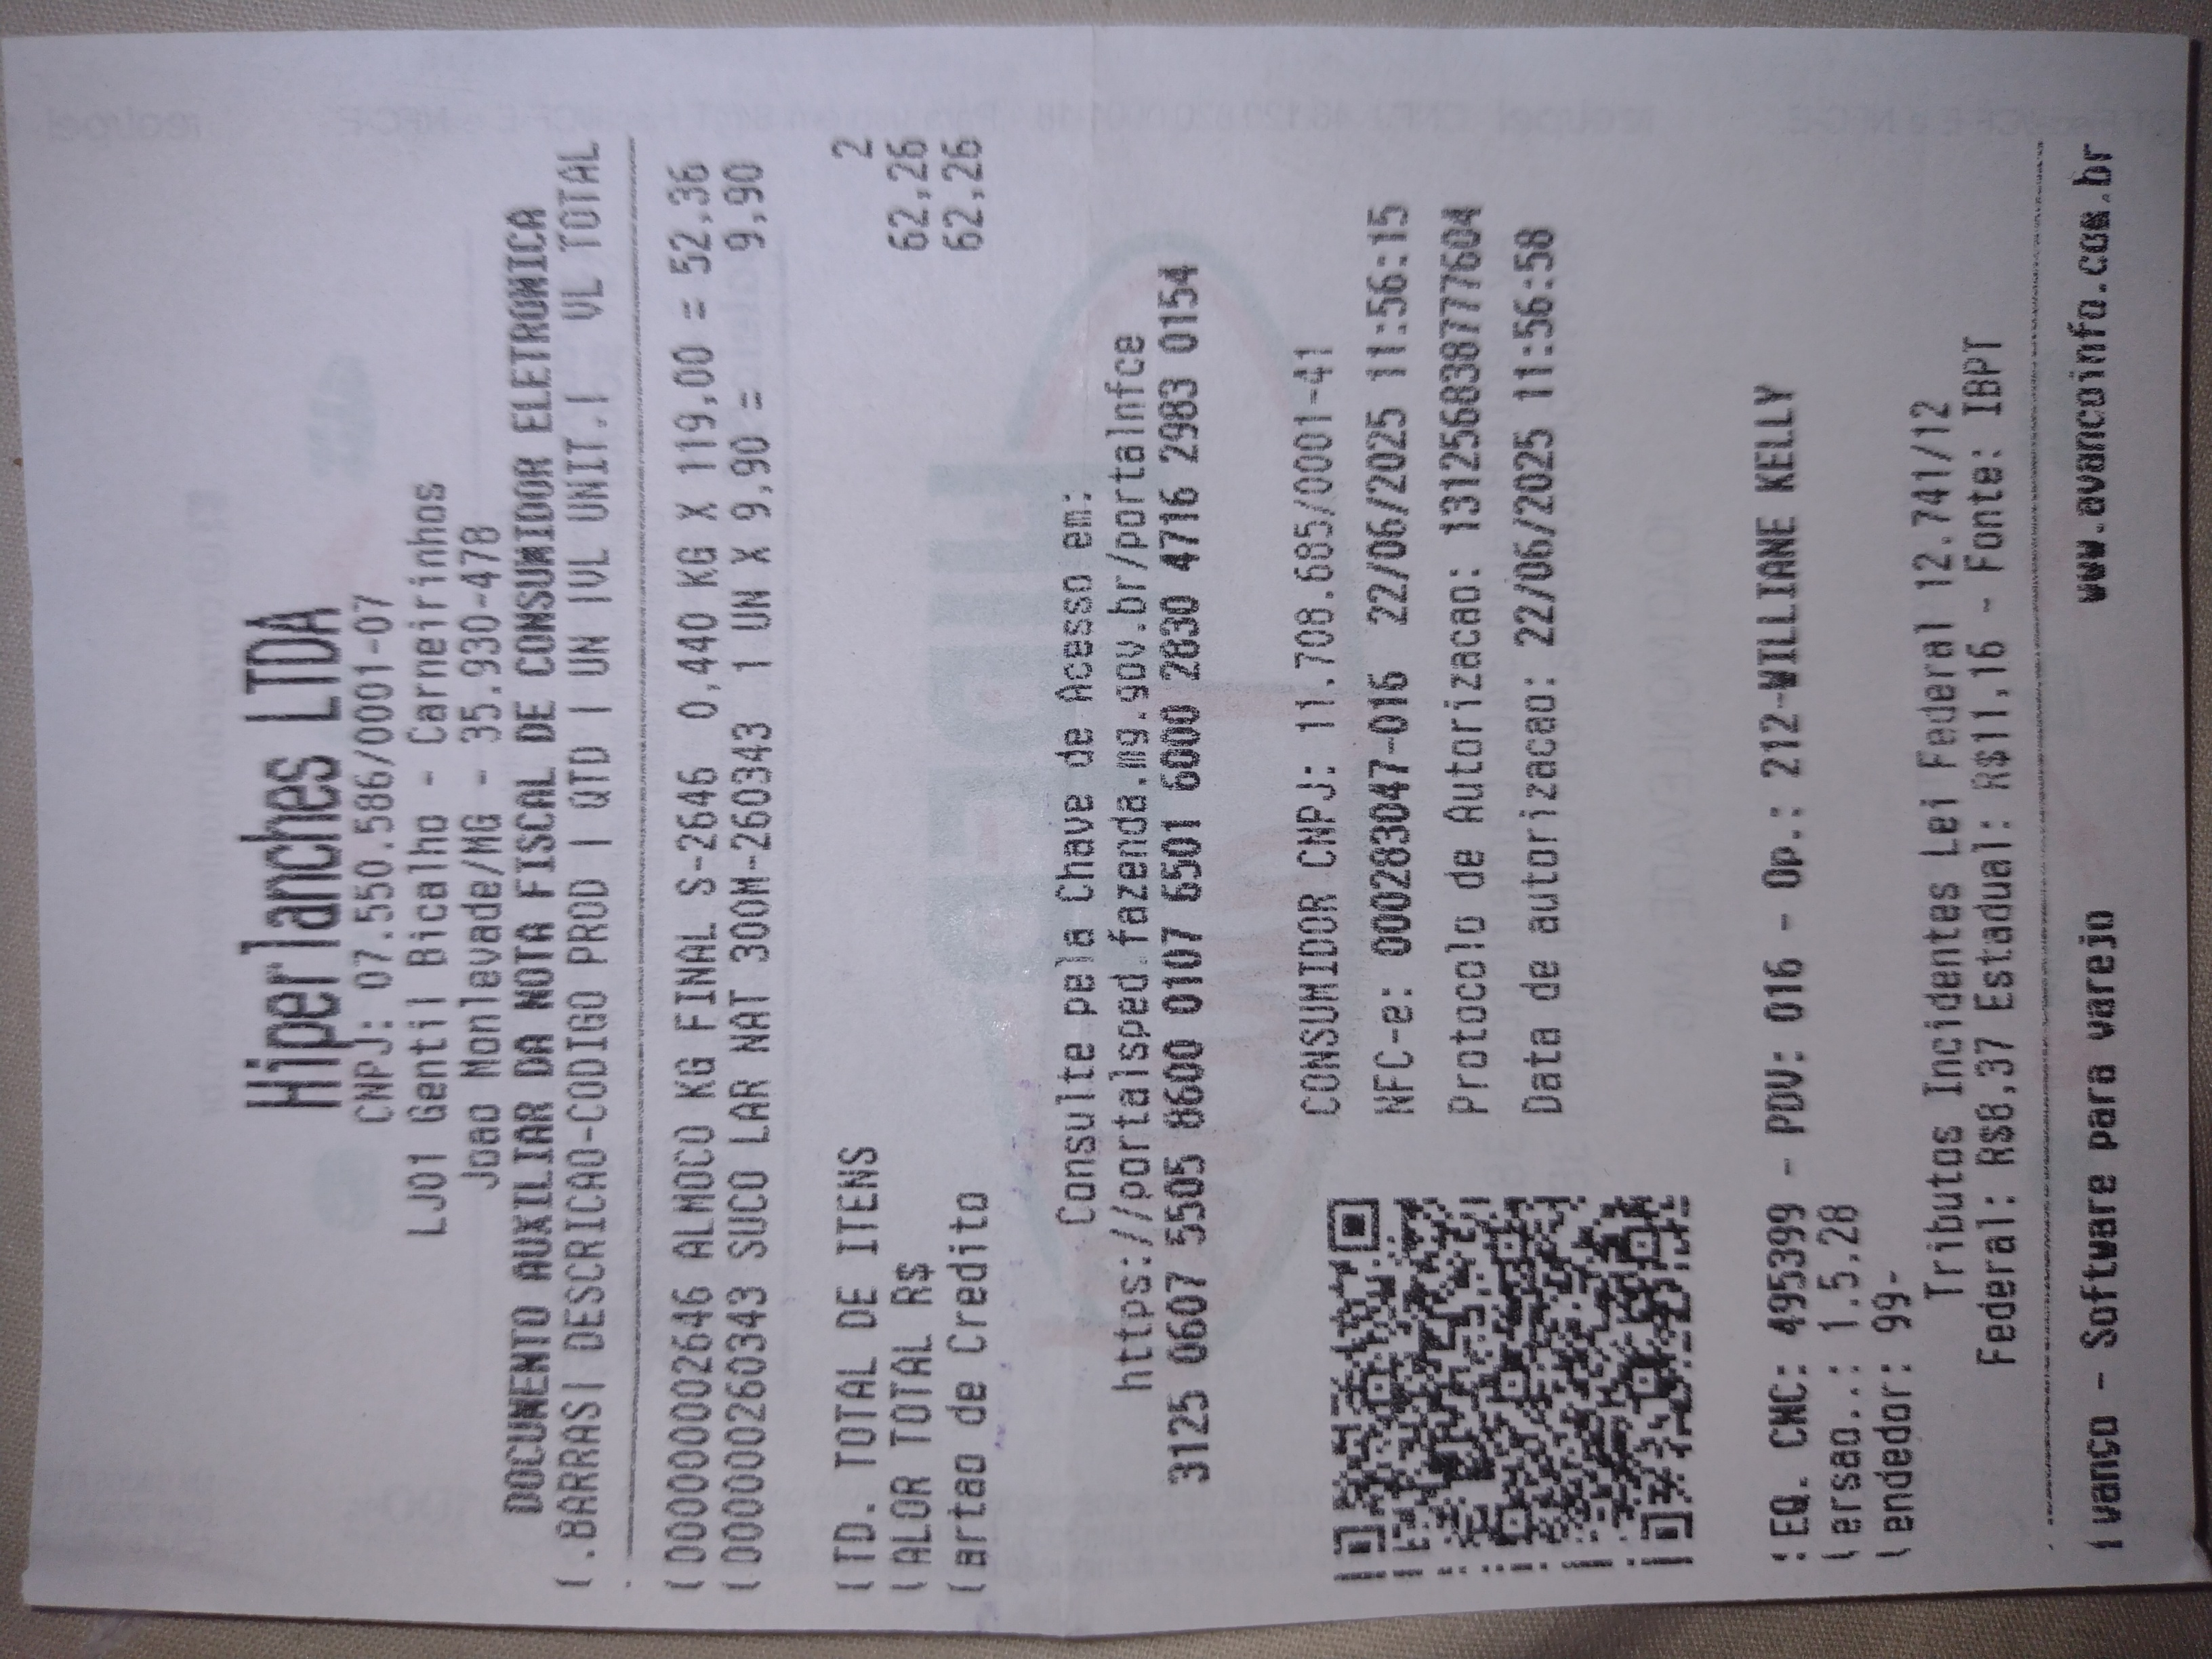 Hiperlanches LTDA
CNPJ: 07.550.586/0001-07
LJ01 Gentil Bicalho - Carneirinhos
Joao Monlevade/MG - 35.930-478
DOCUMENTO AUXILIAR DA NOTA FISCAL DE CONSUMIDOR ELETRONICA
.BARRAS| DESCRICAO-CODIGO PROD | QTD | UN |VL UNIT.| VL TOTAL
0000000002646 ALMOCO KG FINAL S-2646 0,440 KG X 119,00 = 52,36
0000000260343 SUCO LAR NAT 300M-260343 1 UN X 9,90 = 9,90
TD. TOTAL DE ITENS 2
ALOR TOTAL R$ 62,26
artao de Credito 62,26
Consulte pela Chave de Acesso em:
https://portalsped.fazenda.mg.gov.br/portalnfce
3125 0607 5505 8600 0107 6501 6000 2830 4716 2983 0154
CONSUMIDOR CNPJ: 11.708.685/0001-41
NFC-e: 000283047-016 22/06/2025 11:56:15
Protocolo de Autorizacao: 131256838777604
Data de autorizacao: 22/06/2025 11:56:58
EQ. CMC: 495399 - PDV: 016 - Op.: 212-WILLIANE KELLY
ersao..: 1.5.28
endedor: 99-
Tributos Incidentes Lei Federal 12.741/12
Federal: R$8,37 Estadual: R$11,16 - Fonte: IBPT
vanco - Software para varejo www.avancoinfo.com.br